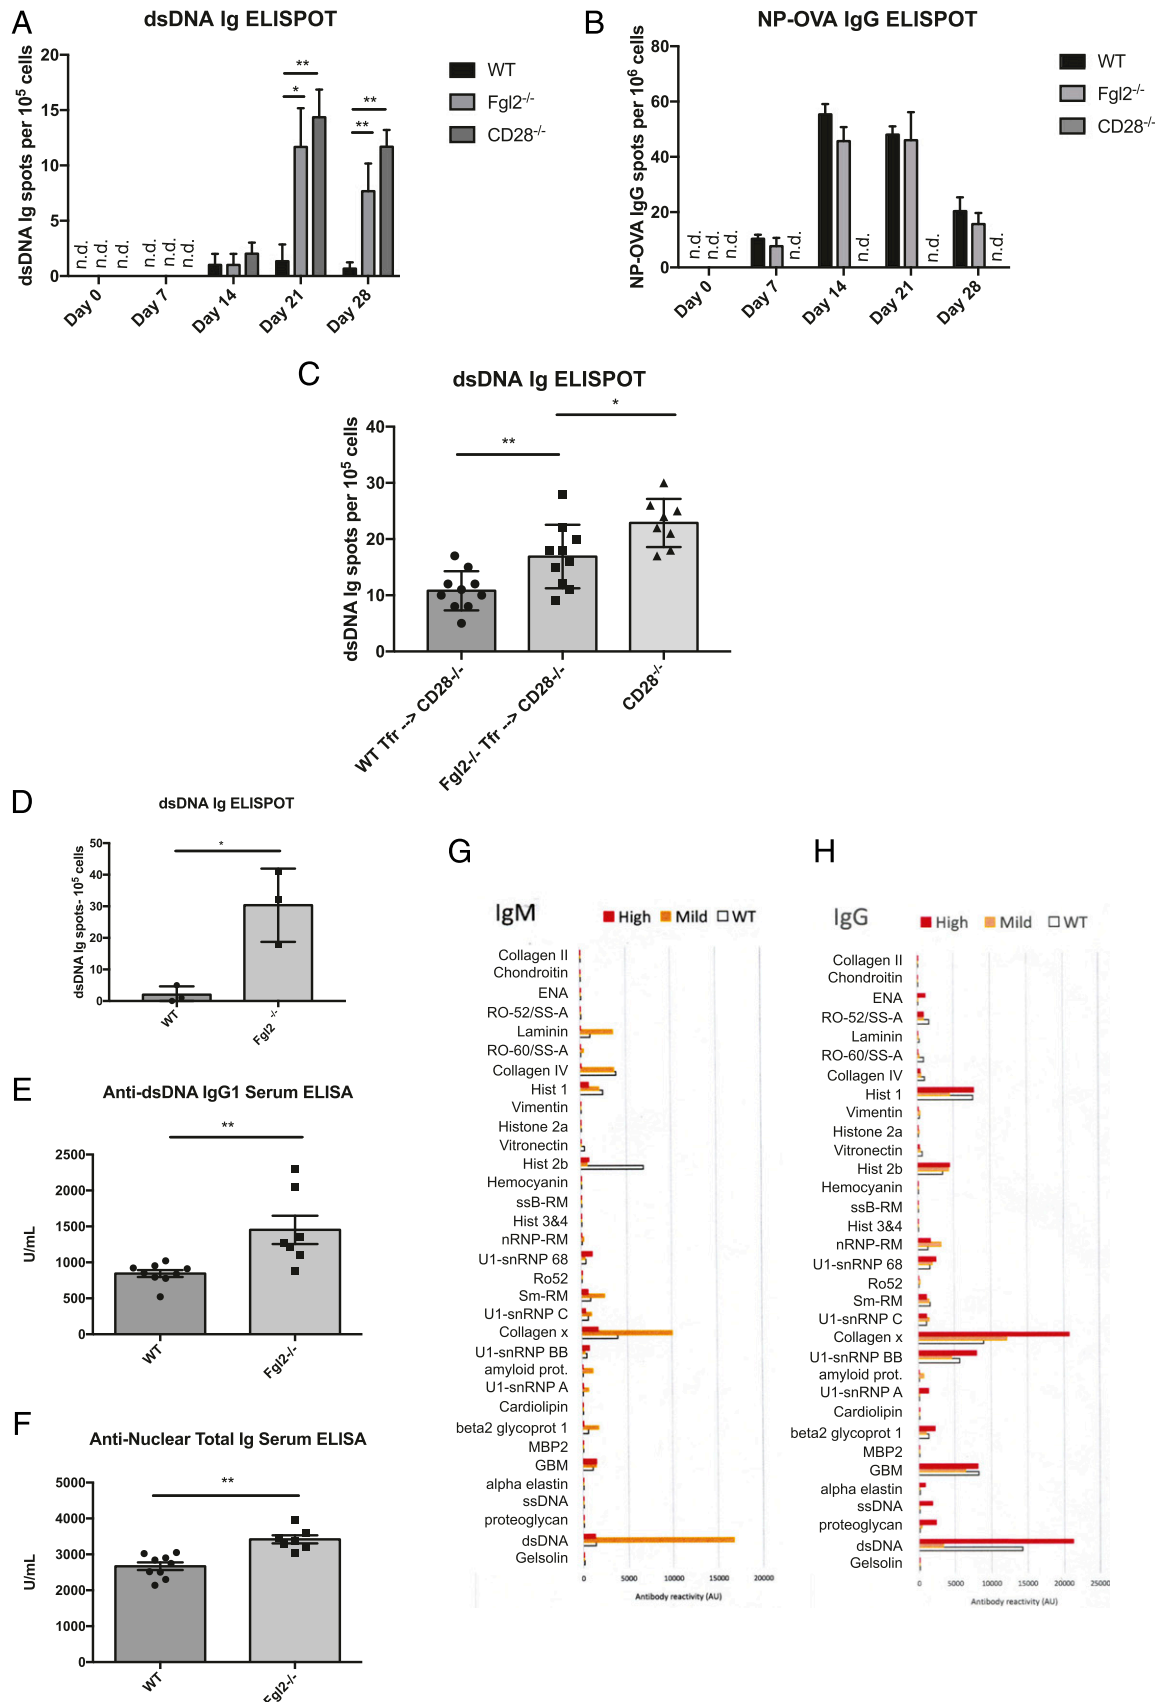 A
dsDNA Ig ELISPOT
dsDNA Ig spots per 10⁵ cells
20
15
10
5
0
n.d.
n.d.
n.d.
n.d.
n.d.
n.d.
**
*
**
**
Day 0
Day 7
Day 14
Day 21
Day 28
WT
Fgl2-/-
CD28-/-
B
NP-OVA IgG ELISPOT
NP-OVA IgG spots per 10⁶ cells
80
60
40
20
0
n.d.
n.d.
n.d.
n.d.
n.d.
n.d.
n.d.
Day 0
Day 7
Day 14
Day 21
Day 28
WT
Fgl2-/-
CD28-/-
C
dsDNA Ig ELISPOT
dsDNA Ig spots per 10⁵ cells
*
**
40
30
20
10
0
WT Tfr --> CD28-/-
Fgl2-/- Tfr --> CD28-/-
CD28-/-
D
dsDNA Ig ELISPOT
dsDNA Ig spots- 10⁵ cells
*
50
40
30
20
10
0
WT
Fgl2 -/-
E
Anti-dsDNA IgG1 Serum ELISA
U/mL
**
2500
2000
1500
1000
500
0
WT
Fgl2-/-
F
Anti-Nuclear Total Ig Serum ELISA
U/mL
**
5000
4000
3000
2000
1000
0
WT
Fgl2-/-
G
IgM
High Mild WT
Collagen II
Chondroitin
ENA
RO-52/SS-A
Laminin
RO-60/SS-A
Collagen IV
Hist 1
Vimentin
Histone 2a
Vitronectin
Hist 2b
Hemocyanin
ssB-RM
Hist 3&4
nRNP-RM
U1-snRNP 68
Ro52
Sm-RM
U1-snRNP C
Collagen x
U1-snRNP BB
amyloid prot.
U1-snRNP A
Cardiolipin
beta2 glycoprot 1
MBP2
GBM
alpha elastin
ssDNA
proteoglycan
dsDNA
Gelsolin
0 5000 10000 15000 20000
Antibody reactivity (AU)
H
IgG
High Mild WT
Collagen II
Chondroitin
ENA
RO-52/SS-A
Laminin
RO-60/SS-A
Collagen IV
Hist 1
Vimentin
Histone 2a
Vitronectin
Hist 2b
Hemocyanin
ssB-RM
Hist 3&4
nRNP-RM
U1-snRNP 68
Ro52
Sm-RM
U1-snRNP C
Collagen x
U1-snRNP BB
amyloid prot.
U1-snRNP A
Cardiolipin
beta2 glycoprot 1
MBP2
GBM
alpha elastin
ssDNA
proteoglycan
dsDNA
Gelsolin
0 5000 10000 15000 20000 25000
Antibody reactivity (AU)